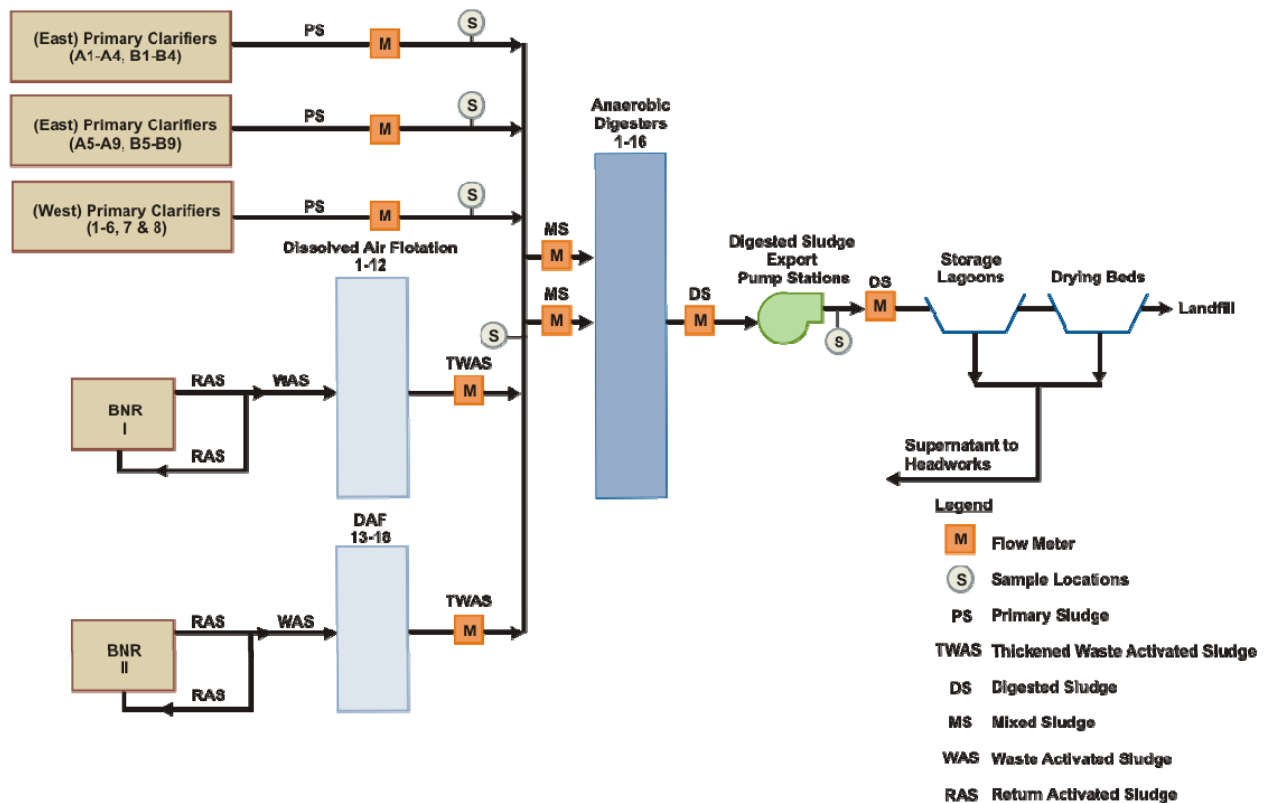 (East) Primary Clarifiers
(A1-A4, B1-B4)
PS
M
S
(East) Primary Clarifiers
(A5-A9, B5-B9)
PS
M
S
(West) Primary Clarifiers
(1-6, 7 & 8)
PS
M
S
Dissolved Air Flotation
1-12
BNR
I
RAS
RAS
WAS
TWAS
M
S
DAF
13-18
BNR
II
RAS
RAS
WAS
TWAS
M
MS
M
MS
M
Anaerobic
Digesters
1-16
DS
M
Digested Sludge
Export
Pump Stations
S
DS
M
Storage
Lagoons
Drying Beds
Landfill
Supernatant to
Headworks
Legend
M Flow Meter
S Sample Locations
PS Primary Sludge
TWAS Thickened Waste Activated Sludge
DS Digested Sludge
MS Mixed Sludge
WAS Waste Activated Sludge
RAS Return Activated Sludge